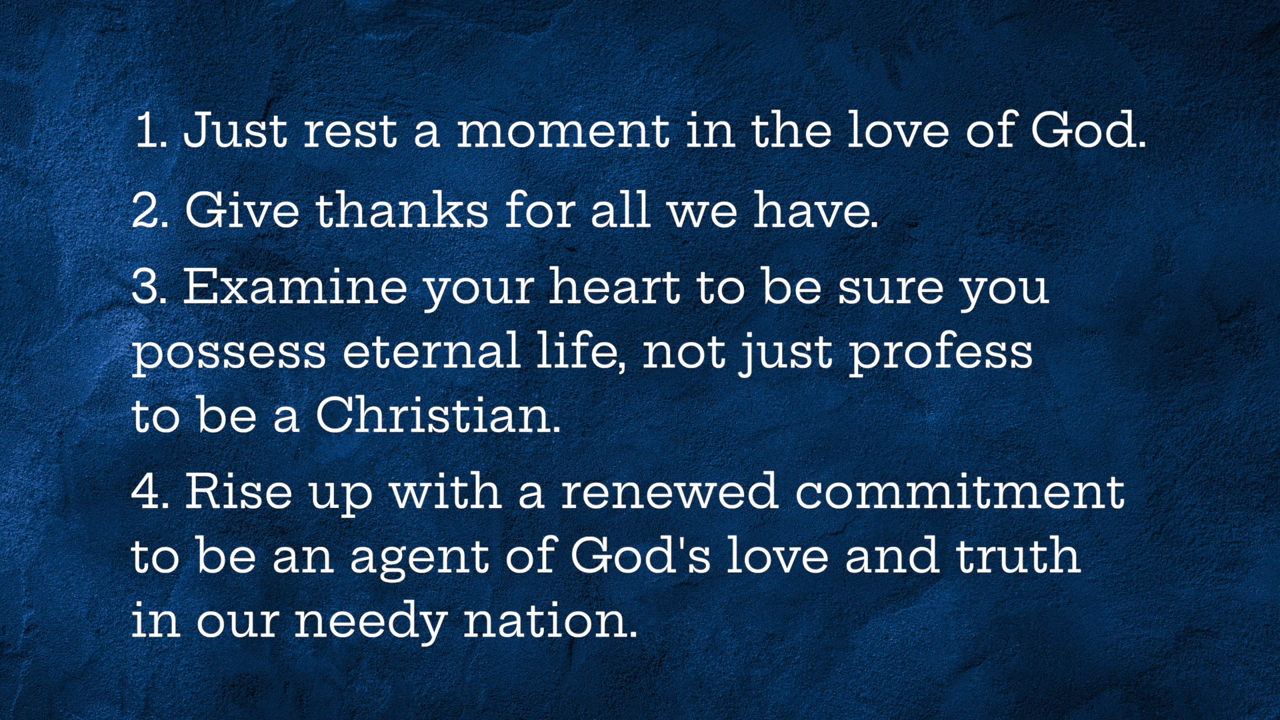 1. Just rest a moment in the love of God.
2. Give thanks for all we have.
3. Examine your heart to be sure you
possess eternal life, not just profess
to be a Christian.
4. Rise up with a renewed commitment
to be an agent of God's love and truth
in our needy nation.